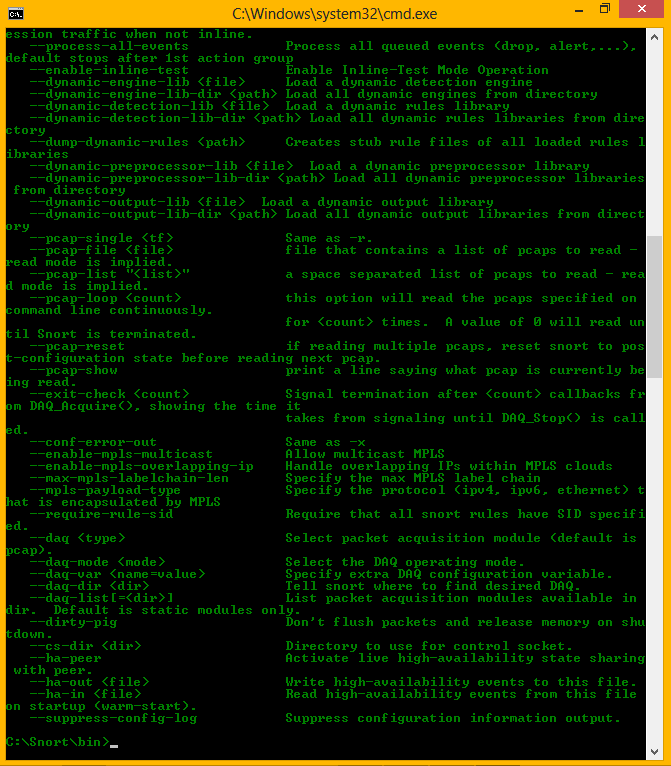 C:\Windows\system32\cmd.exe
ession traffic when not inline.
   --process-all-events            Process all queued events (drop, alert,...),
default stops after 1st action group
   --enable-inline-test            Enable Inline-Test Mode Operation
   --dynamic-engine-lib <file>     Load a dynamic detection engine
   --dynamic-engine-lib-dir <path> Load all dynamic engines from directory
   --dynamic-detection-lib <file>  Load a dynamic rules library
   --dynamic-detection-lib-dir <path> Load all dynamic rules libraries from dire
ctory
   --dump-dynamic-rules <path>     Creates stub rule files of all loaded rules l
ibraries
   --dynamic-preprocessor-lib <file>  Load a dynamic preprocessor library
   --dynamic-preprocessor-lib-dir <path> Load all dynamic preprocessor libraries
 from directory
   --dynamic-output-lib <file>  Load a dynamic output library
   --dynamic-output-lib-dir <path> Load all dynamic output libraries from direct
ory
   --pcap-single <tf>              Same as -r.
   --pcap-file <file>              file that contains a list of pcaps to read -
read mode is implied.
   --pcap-list "<list>"            a space separated list of pcaps to read - rea
d mode is implied.
   --pcap-loop <count>             this option will read the pcaps specified on
command line continuously.
                                   for <count> times.  A value of 0 will read un
til Snort is terminated.
   --pcap-reset                    if reading multiple pcaps, reset snort to pos
t-configuration state before reading next pcap.
   --pcap-show                     print a line saying what pcap is currently be
ing read.
   --exit-check <count>            Signal termination after <count> callbacks fr
om DAQ_Acquire(), showing the time it
                                   takes from signaling until DAQ_Stop() is call
ed.
   --conf-error-out                Same as -x
   --enable-mpls-multicast         Allow multicast MPLS
   --enable-mpls-overlapping-ip    Handle overlapping IPs within MPLS clouds
   --max-mpls-labelchain-len       Specify the max MPLS label chain
   --mpls-payload-type             Specify the protocol (ipv4, ipv6, ethernet) t
hat is encapsulated by MPLS
   --require-rule-sid              Require that all snort rules have SID specifi
ed.
   --daq <type>                    Select packet acquisition module (default is
pcap).
   --daq-mode <mode>               Select the DAQ operating mode.
   --daq-var <name=value>          Specify extra DAQ configuration variable.
   --daq-dir <dir>                 Tell snort where to find desired DAQ.
   --daq-list[=<dir>]              List packet acquisition modules available in
dir.  Default is static modules only.
   --dirty-pig                     Don't flush packets and release memory on shu
tdown.
   --cs-dir <dir>                  Directory to use for control socket.
   --ha-peer                       Activate live high-availability state sharing
 with peer.
   --ha-out <file>                 Write high-availability events to this file.
   --ha-in <file>                  Read high-availability events from this file
on startup (warm-start).
   --suppress-config-log           Suppress configuration information output.
C:\Snort\bin>